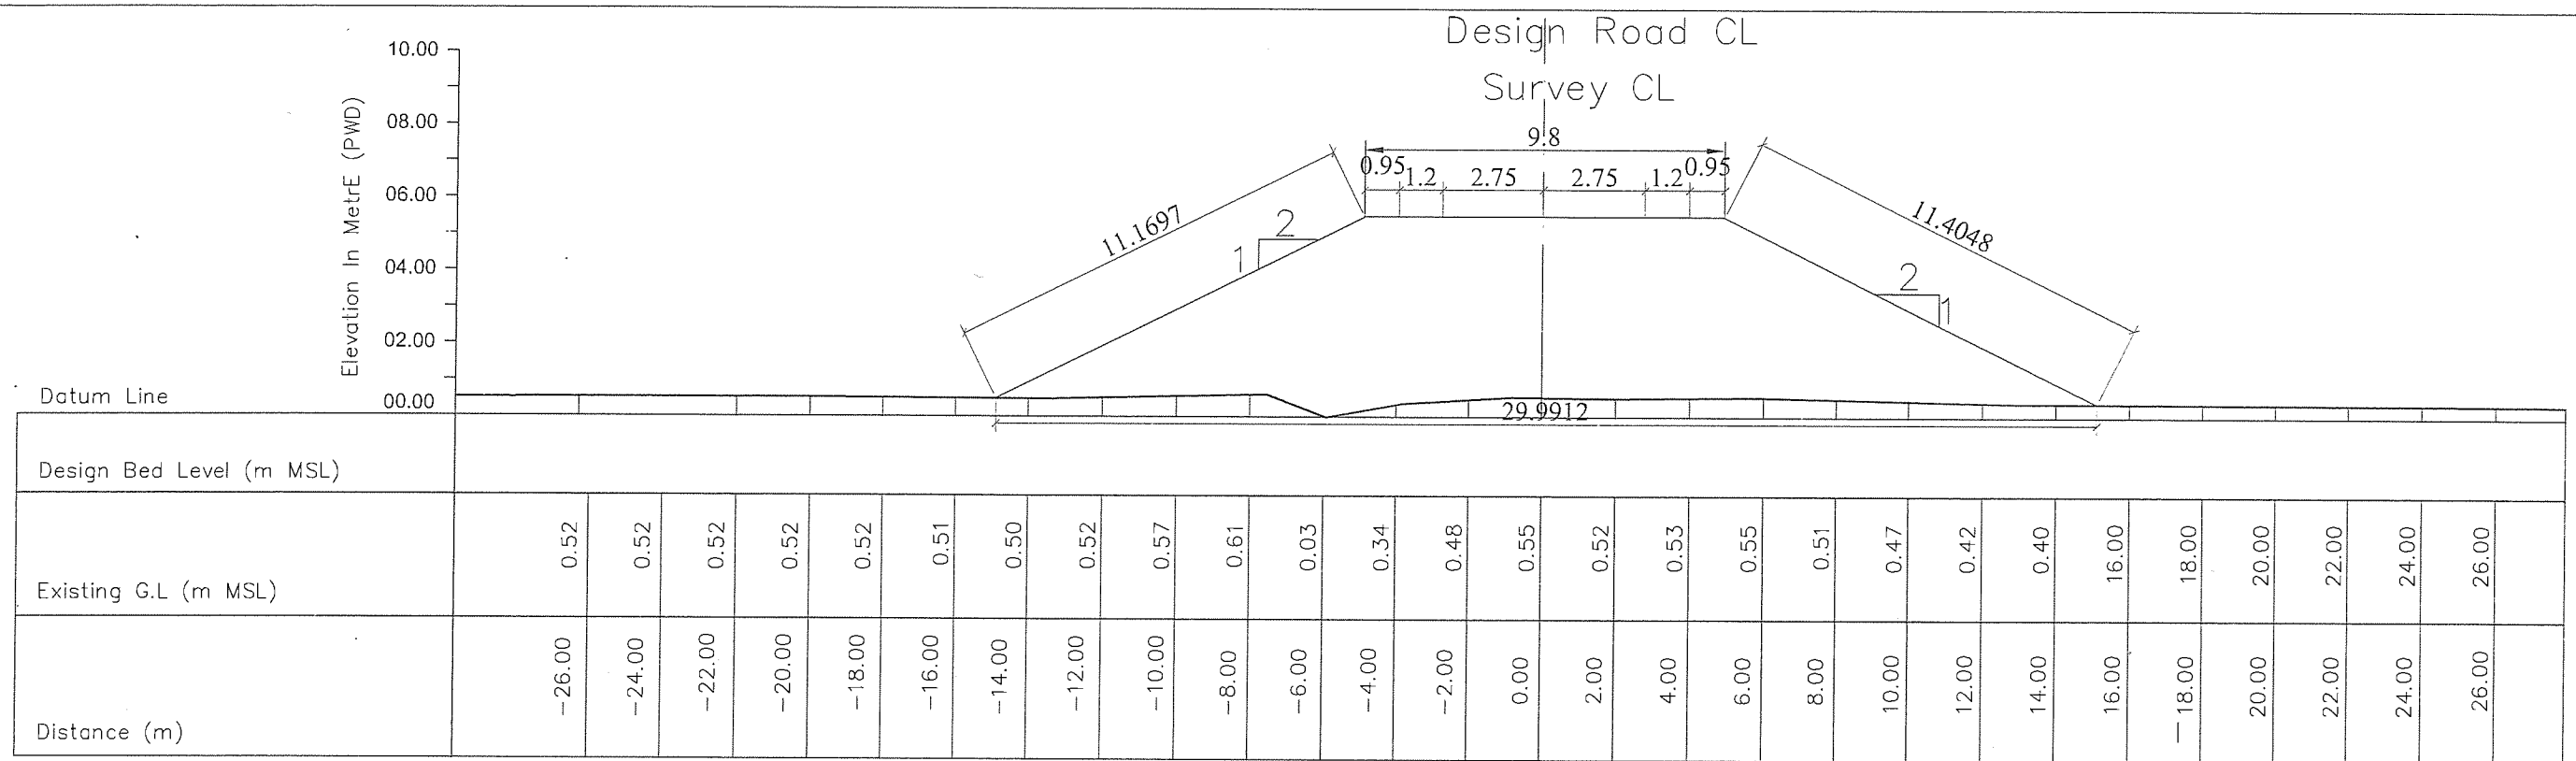 Design Road CL
Survey CL
10.00
08.00
06.00
04.00
02.00
00.00
Elevation In MetrE (PWD)
9.8
0.95 1.2 2.75 2.75 1.2 0.95
11.1697
2
1
11.4048
2
1
Datum Line
29.9912
Design Bed Level (m MSL)
Existing G.L (m MSL) 0.52 0.52 0.52 0.52 0.52 0.51 0.50 0.52 0.57 0.61 0.03 0.34 0.48 0.55 0.52 0.53 0.55 0.51 0.47 0.42 0.40 16.00 18.00 20.00 22.00 24.00 26.00
Distance (m) -26.00 -24.00 -22.00 -20.00 -18.00 -16.00 -14.00 -12.00 -10.00 -8.00 -6.00 -4.00 -2.00 0.00 2.00 4.00 6.00 8.00 10.00 12.00 14.00 16.00 -18.00 20.00 22.00 24.00 26.00